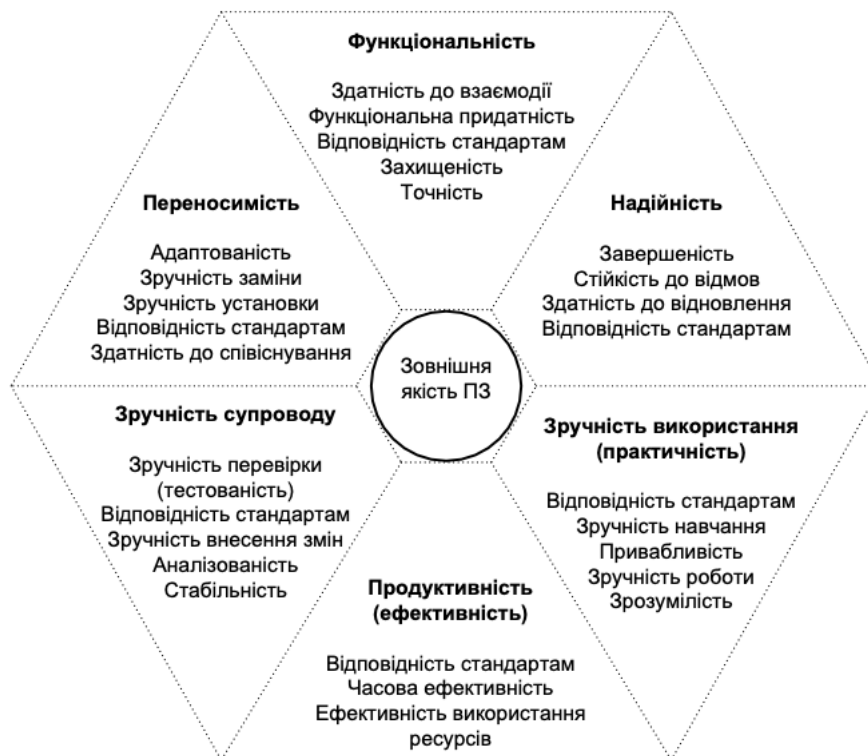 Функціональність
Здатність до взаємодії
Функціональна придатність
Відповідність стандартам
Захищеність
Точність
Переносимість
Адаптованість
Зручність заміни
Зручність установки
Відповідність стандартам
Здатність до співіснування
Надійність
Завершеність
Стійкість до відмов
Здатність до відновлення
Відповідність стандартам
Зовнішня
якість ПЗ
Зручність супроводу
Зручність перевірки
(тестованість)
Відповідність стандартам
Зручність внесення змін
Аналізованість
Стабільність
Зручність використання
(практичність)
Відповідність стандартам
Зручність навчання
Привабливість
Зручність роботи
Зрозумілість
Продуктивність
(ефективність)
Відповідність стандартам
Часова ефективність
Ефективність використання
ресурсів